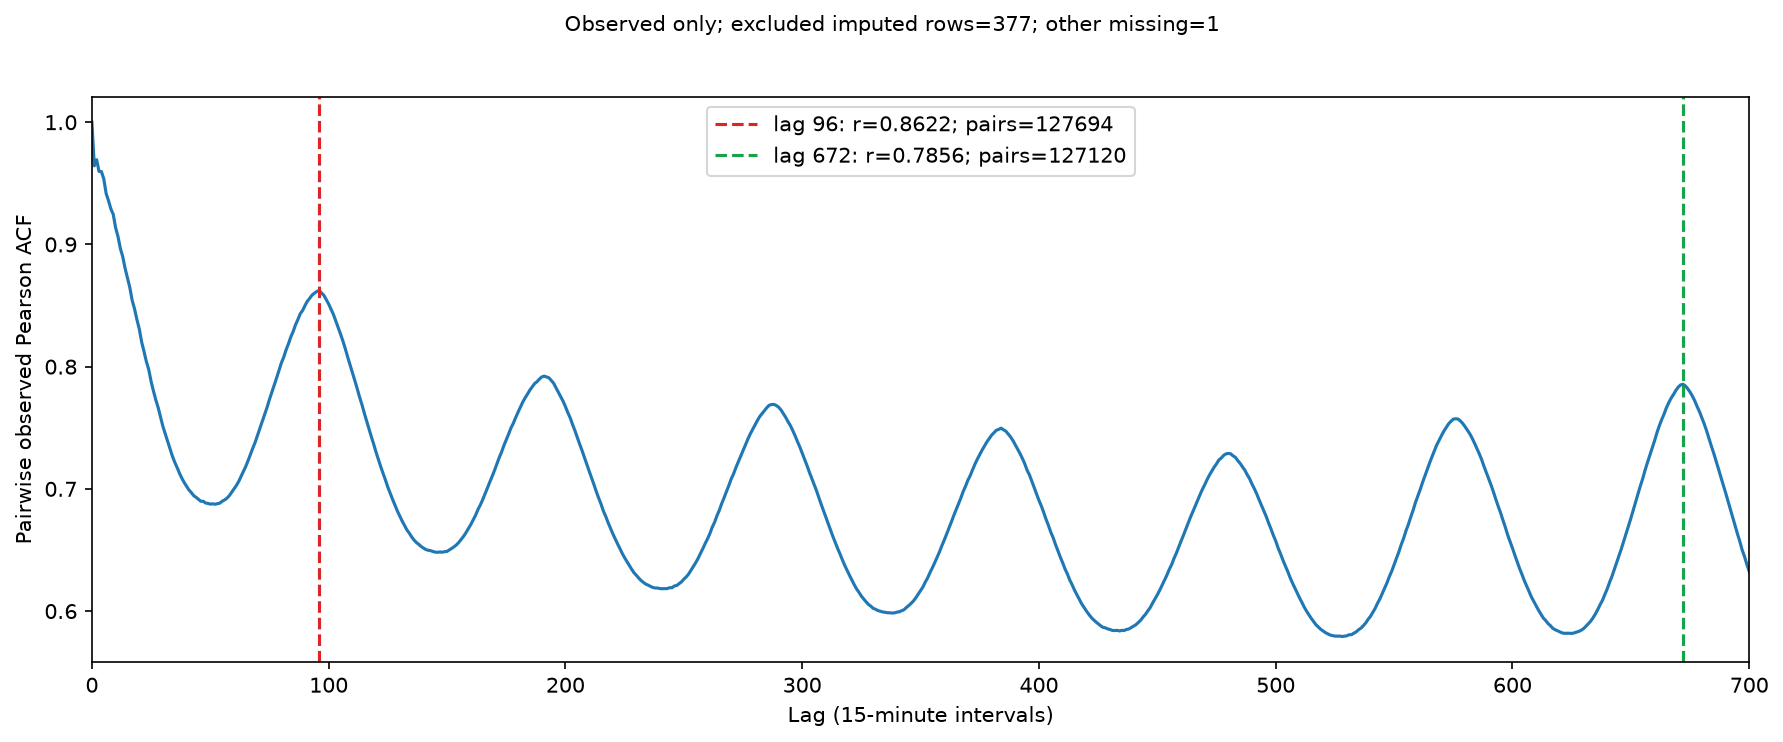 Observed only; excluded imputed rows=377; other missing=1
lag 96: r=0.8622; pairs=127694
lag 672: r=0.7856; pairs=127120
Pairwise observed Pearson ACF
1.0
0.9
0.8
0.7
0.6
0 100 200 300 400 500 600 700
Lag (15-minute intervals)